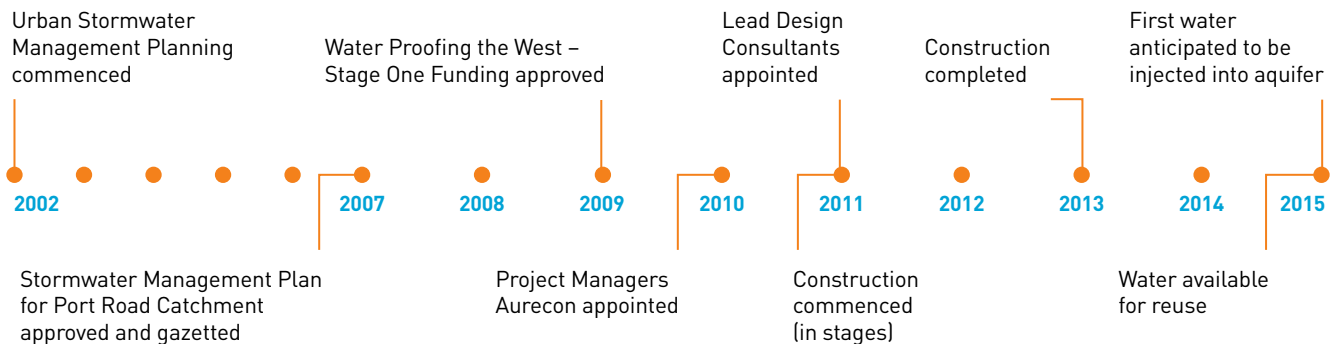 Urban Stormwater
Management Planning
commenced
Water Proofing the West –
Stage One Funding approved
Lead Design
Consultants
appointed
Construction
completed
First water
anticipated to be
injected into aquifer
2002
2007
2008
2009
2010
2011
2012
2013
2014
2015
Stormwater Management Plan
for Port Road Catchment
approved and gazetted
Project Managers
Aurecon appointed
Construction
commenced
(in stages)
Water available
for reuse